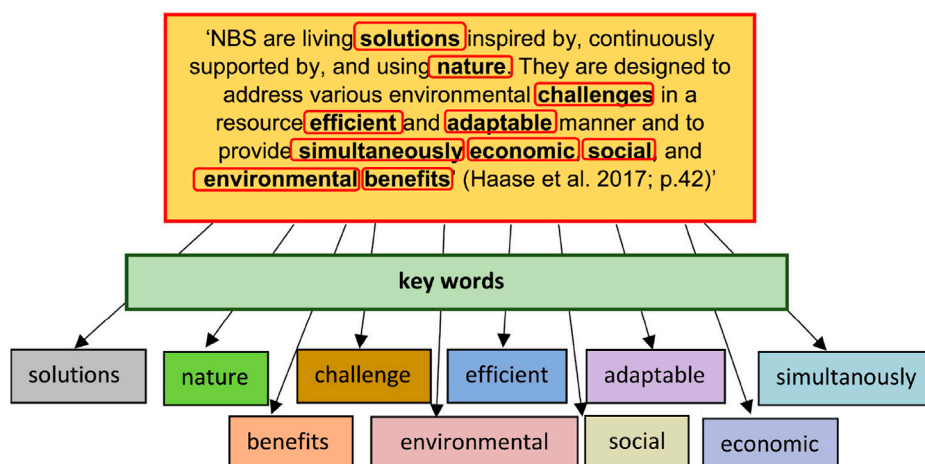 ‘NBS are living solutions inspired by, continuously
supported by, and using nature. They are designed to
address various environmental challenges in a
resource efficient and adaptable manner and to
provide simultaneously economic, social, and
environmental benefits’ (Haase et al. 2017; p.42)’
key words
solutions
nature
challenge
efficient
adaptable
simultanously
benefits
environmental
social
economic